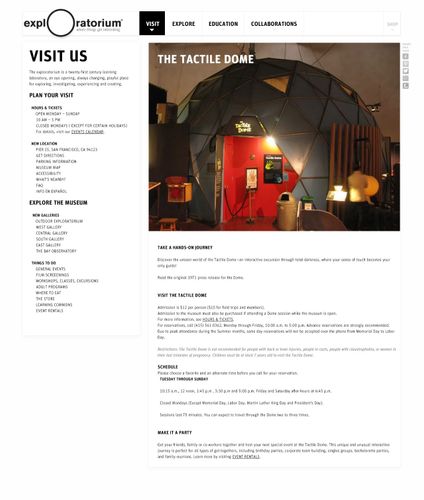 exploratorium®
VISIT
EXPLORE
EDUCATION
COLLABORATIONS
SHOP
VISIT US
The exploratorium is a twenty-first century learning
laboratory, an eye opening, always changing, playful place
for exploring, investigating, experiencing and creating.
PLAN YOUR VISIT
HOURS & TICKETS
OPEN MONDAY – SUNDAY
10 AM – 5 PM
CLOSED MONDAYS ( EXCEPT FOR CERTAIN HOLIDAYS)
For details, visit our EVENTS CALENDAR.
NEW LOCATION
PIER 15, SAN FRANCISCO, CA
GET DIRECTIONS
PARKING INFORMATION
MUSEUM MAP
ACCESSIBILITY
WHAT'S NEARBY?
FAQ
INFO EN ESPAÑOL
EXPLORE THE MUSEUM
NEW GALLERIES
OUTDOOR EXPLORATORIUM
WEST GALLERY
CENTRAL GALLERY
SOUTH GALLERY
EAST GALLERY
THE BAY OBSERVATORY
THINGS TO DO
GENERAL EVENTS
FILM SCREENINGS
WORKSHOPS, CLASSES, EXCURSIONS
ADULT PROGRAMS
WHERE TO EAT
THE STORE
LEARNING COMMONS
EVENT RENTALS
THE TACTILE DOME
Tactile
Dome
TAKE A HANDS-ON JOURNEY
Discover the unseen world of the Tactile Dome an interactive excursion through total darkness, where your sense of touch becomes your
only guide!
Read the original 1971 press release for the Dome.
VISIT THE TACTILE DOME
Admission is $12 per person ($15 for field trips and members).
Admission to the museum must also be purchased if attending a Dome session while the museum is open.
For more information, see HOURS & TICKETS.
For reservations, call (415) 561-0362, Monday through Friday, 10:00 a.m. to 5:00 p.m. Advance reservations are strongly recommended.
Due to peak attendance during the Summer months, same day reservations will not be accepted over the phone from Memorial Day to Labor
Day.
Restrictions: The Tactile Dome is not recommended for people with back or knee injuries, people in casts, people with claustrophobia, or women in
their last trimester of pregnancy. Children must be at least 7 years old to visit the Tactile Dome.
SCHEDULE
Please choose a favorite and an alternate time before you call for your reservation.
TUESDAY THROUGH SUNDAY
10:15 a.m., 12 noon, 1:45 p.m., 3:30 p.m and 5:00 p.m. Friday and Saturday after hours at 6:45 p.m.
Closed Mondays (Except Memorial Day, Labor Day, Martin Luther King Day and President's Day).
Sessions last 75 minutes. You can expect to travel through the Dome two to three times.
MAKE IT A PARTY
Get your friends, family or co-workers together and host your next special event at the Tactile Dome. This unique and unusual interactive
journey is perfect for all types of get-togethers, including birthday parties, corporate team building, singles groups, bachelorette parties,
and family reunions. Learn more by visiting EVENT RENTALS.